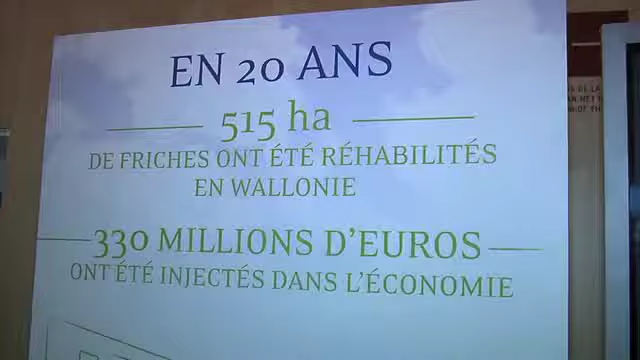 EN 20 ANS
515 ha
DE FRICHES ONT ÉTÉ RÉHABILITÉS
EN WALLONIE
330 MILLIONS D'EUROS
ONT ÉTÉ INJECTÉS DANS L'ÉCONOMIE